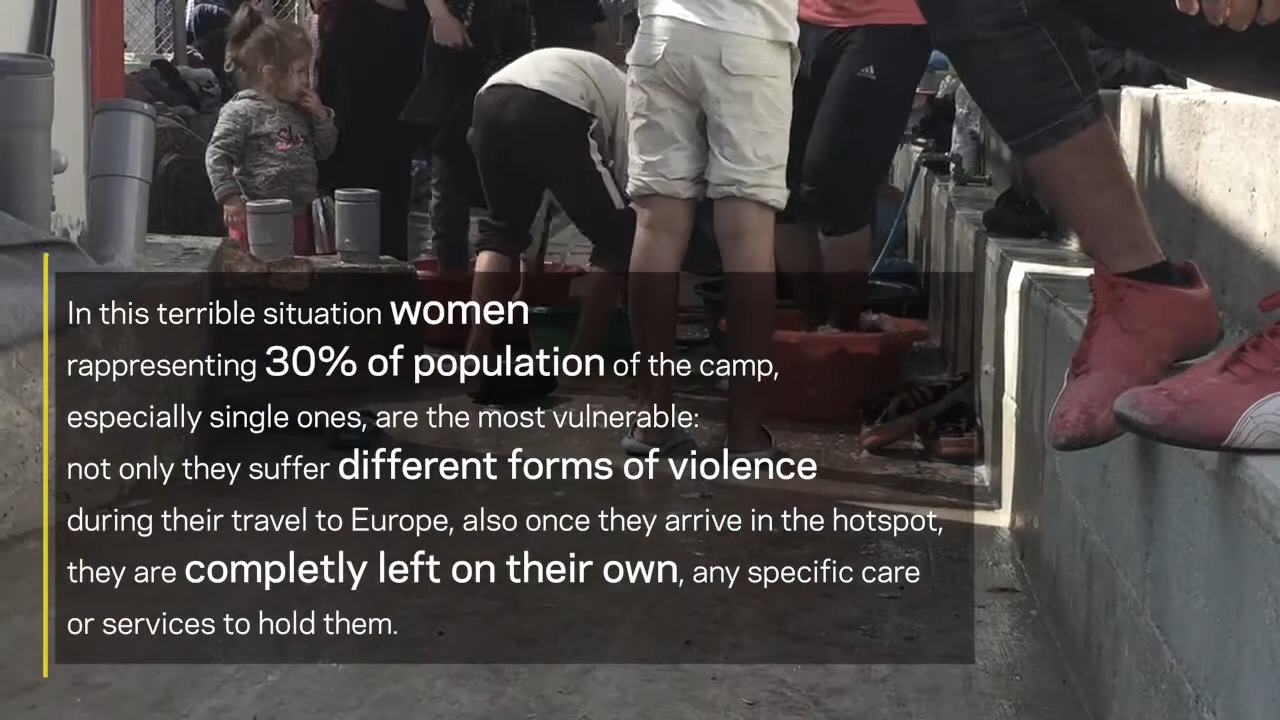 In this terrible situation women
rappresenting 30% of population of the camp,
especially single ones, are the most vulnerable:
not only they suffer different forms of violence
during their travel to Europe, also once they arrive in the hotspot,
they are completly left on their own, any specific care
or services to hold them.